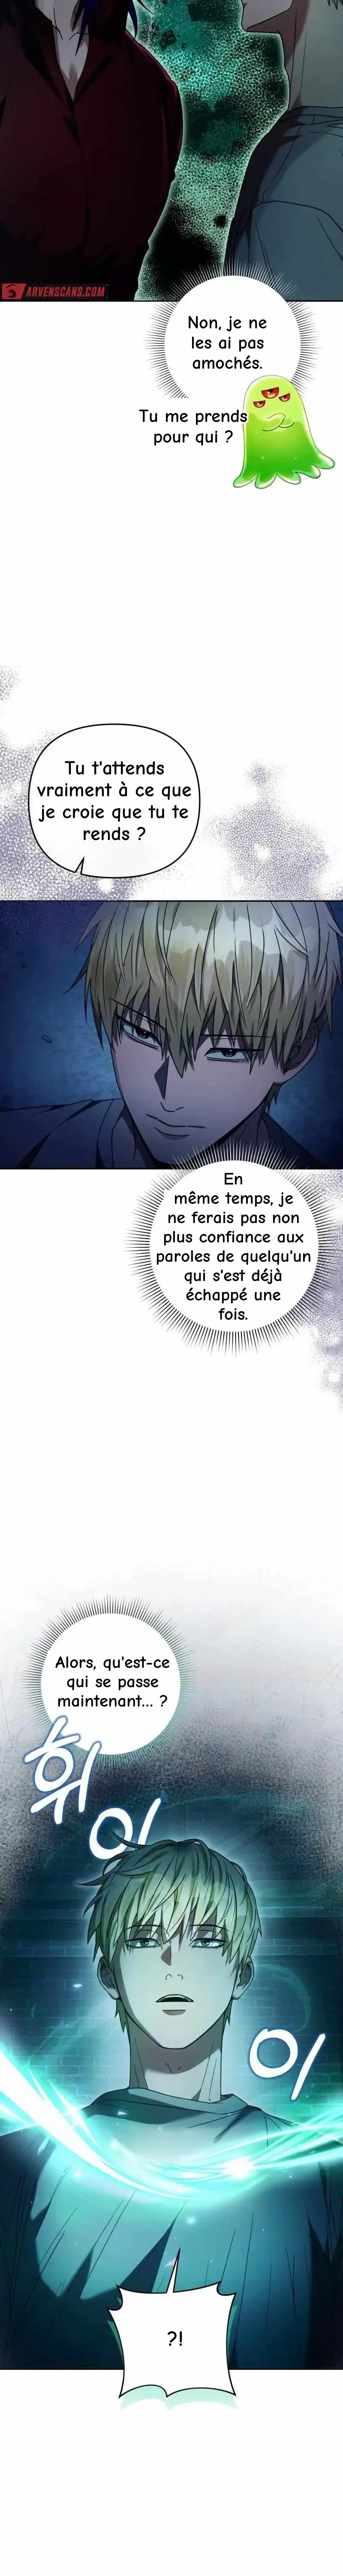 ARVENSCANS.COM
Non, je ne
les ai pas
amochés.
Tu me prends
pour qui ?
Tu t'attends
vraiment à ce que
je croie que tu te
rends ?
En
même temps, je
ne ferais pas non
plus confiance aux
paroles de quelqu'un
qui s'est déjà
échappé une
fois.
Alors, qu'est-ce
qui se passe
maintenant... ?
휘
이
이
?!